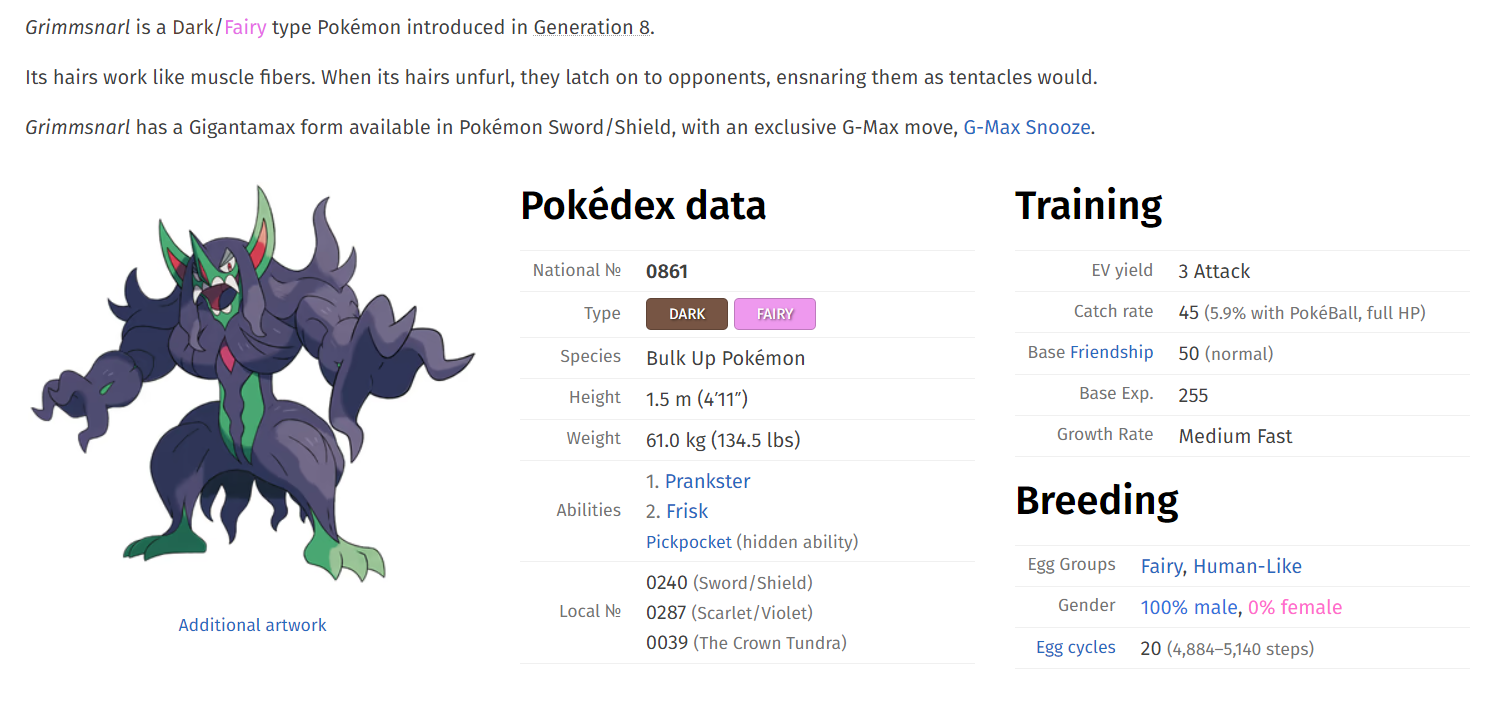 Grimmsnarl is a Dark/Fairy type Pokémon introduced in Generation 8.
Its hairs work like muscle fibers. When its hairs unfurl, they latch on to opponents, ensnaring them as tentacles would.
Grimmsnarl has a Gigantamax form available in Pokémon Sword/Shield, with an exclusive G-Max move, G-Max Snooze.
Additional artwork
Pokédex data
National № 0861
Type DARK FAIRY
Species Bulk Up Pokémon
Height 1.5 m (4′11″)
Weight 61.0 kg (134.5 lbs)
Abilities
1. Prankster
2. Frisk
Pickpocket (hidden ability)
Local №
0240 (Sword/Shield)
0287 (Scarlet/Violet)
0039 (The Crown Tundra)
Training
EV yield 3 Attack
Catch rate 45 (5.9% with PokéBall, full HP)
Base Friendship 50 (normal)
Base Exp. 255
Growth Rate Medium Fast
Breeding
Egg Groups Fairy, Human-Like
Gender 100% male, 0% female
Egg cycles 20 (4,884–5,140 steps)